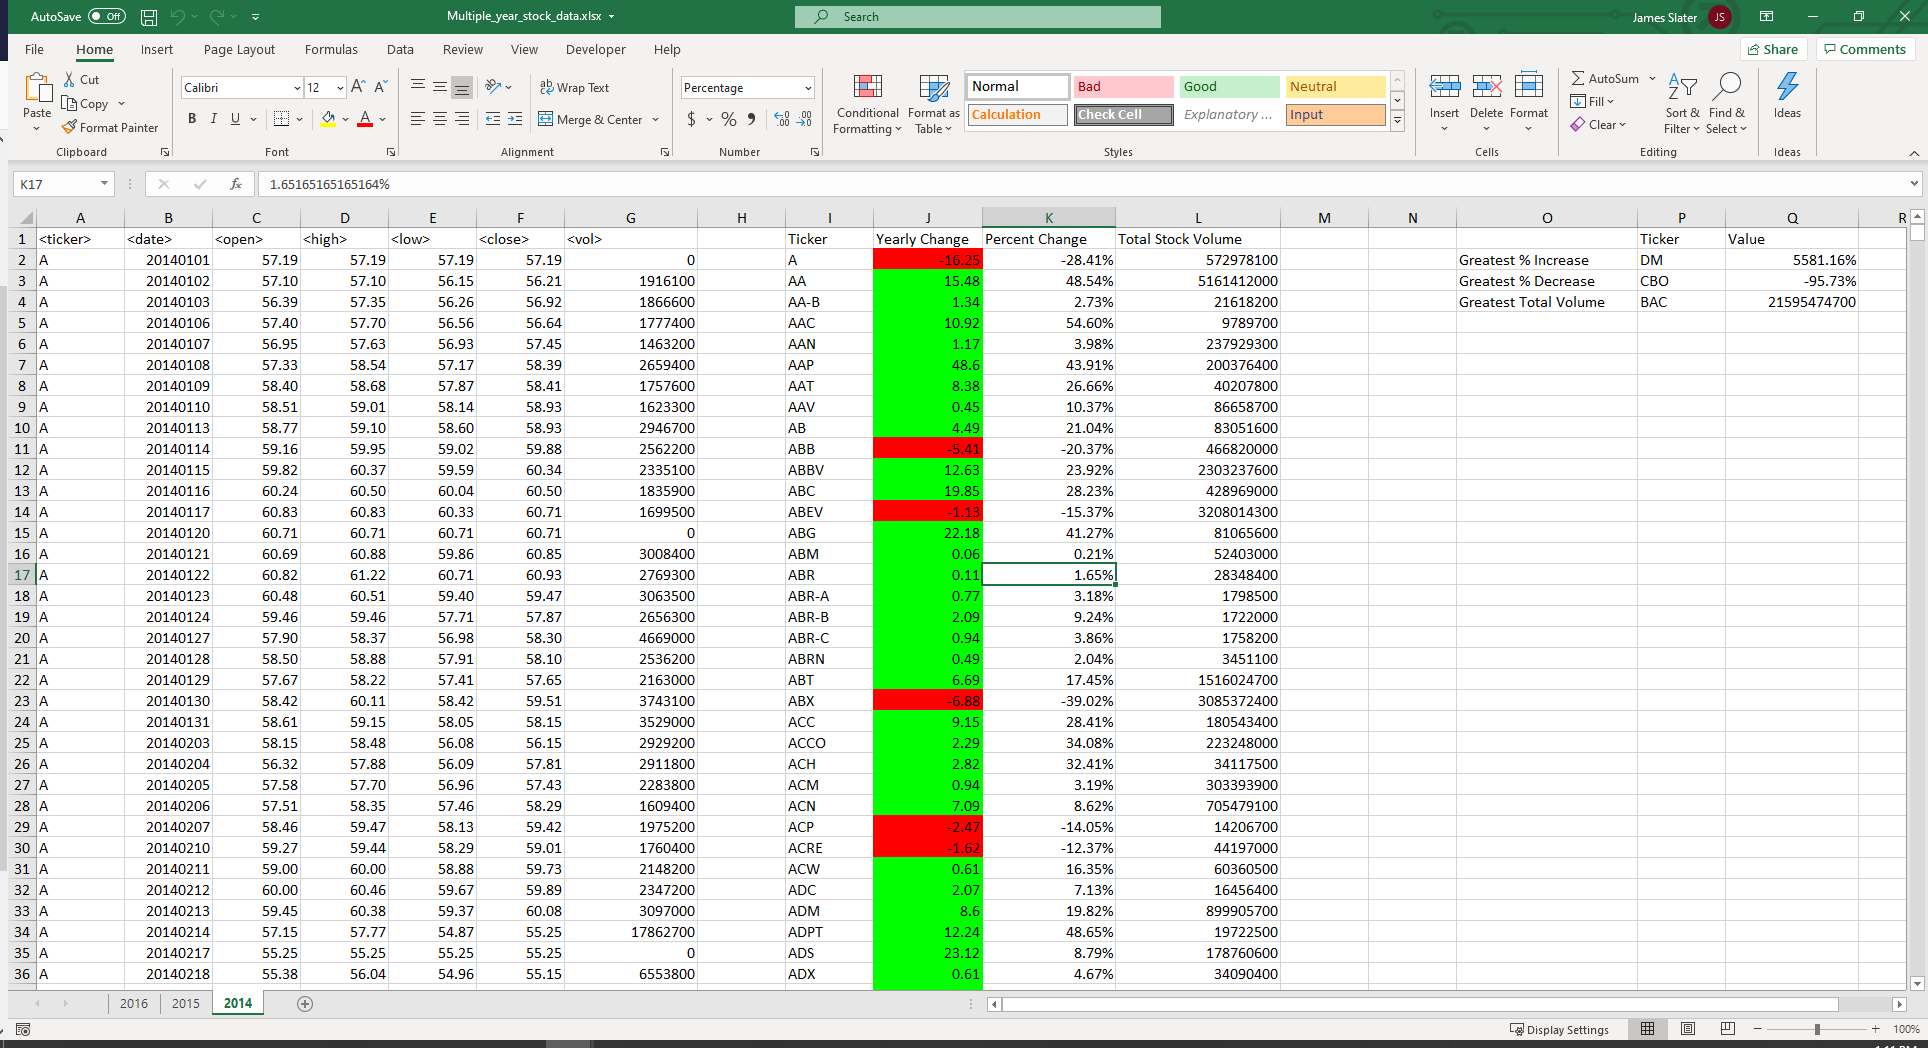 AutoSave Off Multiple_year_stock_data.xlsx Search James Slater JS
File Home Insert Page Layout Formulas Data Review View Developer Help Share Comments
Paste Cut Copy Format Painter Clipboard
Calibri 12 B I U A A A Font
ab Wrap Text Merge & Center Alignment
Percentage $ % , .00 Number
Conditional Formatting Format as Table
Normal Bad Good Neutral
Calculation Check Cell Explanatory ... Input
Styles
Insert Delete Format Cells
AutoSum Fill Clear Sort & Filter Find & Select Editing
Ideas Ideas
K17 fx 1.65165165165164%
A B C D E F G H I J K L M N O P Q R
1 <ticker> <date> <open> <high> <low> <close> <vol> Ticker Yearly Change Percent Change Total Stock Volume Ticker Value
2 A 20140101 57.19 57.19 57.19 57.19 0 A -16.25 -28.41% 572978100 Greatest % Increase DM 5581.16%
3 A 20140102 57.10 57.10 56.15 56.21 1916100 AA 15.48 48.54% 5161412000 Greatest % Decrease CBO -95.73%
4 A 20140103 56.39 57.35 56.26 56.92 1866600 AA-B 1.34 2.73% 21618200 Greatest Total Volume BAC 21595474700
5 A 20140106 57.40 57.70 56.56 56.64 1777400 AAC 10.92 54.60% 9789700
6 A 20140107 56.95 57.63 56.93 57.45 1463200 AAN 1.17 3.98% 237929300
7 A 20140108 57.33 58.54 57.17 58.39 2659400 AAP 48.6 43.91% 200376400
8 A 20140109 58.40 58.68 57.87 58.41 1757600 AAT 8.38 26.66% 40207800
9 A 20140110 58.51 59.01 58.14 58.93 1623300 AAV 0.45 10.37% 86658700
10 A 20140113 58.77 59.10 58.60 58.93 2946700 AB 4.49 21.04% 83051600
11 A 20140114 59.16 59.95 59.02 59.88 2562200 ABB -5.41 -20.37% 466820000
12 A 20140115 59.82 60.37 59.59 60.34 2335100 ABBV 12.63 23.92% 2303237600
13 A 20140116 60.24 60.50 60.04 60.50 1835900 ABC 19.85 28.23% 428969000
14 A 20140117 60.83 60.83 60.33 60.71 1699500 ABEV -1.13 -15.37% 3208014300
15 A 20140120 60.71 60.71 60.71 60.71 0 ABG 22.18 41.27% 81065600
16 A 20140121 60.69 60.88 59.86 60.85 3008400 ABM 0.06 0.21% 52403000
17 A 20140122 60.82 61.22 60.71 60.93 2769300 ABR 0.11 1.65% 28348400
18 A 20140123 60.48 60.51 59.40 59.47 3063500 ABR-A 0.77 3.18% 1798500
19 A 20140124 59.46 59.46 57.71 57.87 2656300 ABR-B 2.09 9.24% 1722000
20 A 20140127 57.90 58.37 56.98 58.30 4669000 ABR-C 0.94 3.86% 1758200
21 A 20140128 58.50 58.88 57.91 58.10 2536200 ABRN 0.49 2.04% 3451100
22 A 20140129 57.67 58.22 57.41 57.65 2163000 ABT 6.69 17.45% 1516024700
23 A 20140130 58.42 60.11 58.42 59.51 3743100 ABX -6.88 -39.02% 3085372400
24 A 20140131 58.61 59.15 58.05 58.15 3529000 ACC 9.15 28.41% 180543400
25 A 20140203 58.15 58.48 56.08 56.15 2929200 ACCO 2.29 34.08% 223248000
26 A 20140204 56.32 57.88 56.09 57.81 2911800 ACH 2.82 32.41% 34117500
27 A 20140205 57.58 57.70 56.96 57.43 2283800 ACM 0.94 3.19% 303393900
28 A 20140206 57.51 58.35 57.46 58.29 1609400 ACN 7.09 8.62% 705479100
29 A 20140207 58.46 59.47 58.13 59.42 1975200 ACP -2.47 -14.05% 14206700
30 A 20140210 59.27 59.44 58.29 59.01 1760400 ACRE -1.62 -12.37% 44197000
31 A 20140211 59.00 60.00 58.88 59.73 2148200 ACW 0.61 16.35% 60360500
32 A 20140212 60.00 60.46 59.67 59.89 2347200 ADC 2.07 7.13% 16456400
33 A 20140213 59.45 60.38 59.37 60.08 3097000 ADM 8.6 19.82% 899905700
34 A 20140214 57.15 57.77 54.87 55.25 17862700 ADPT 12.24 48.65% 19722500
35 A 20140217 55.25 55.25 55.25 55.25 0 ADS 23.12 8.79% 178760600
36 A 20140218 55.38 56.04 54.96 55.15 6553800 ADX 0.61 4.67% 34090400
2016 2015 2014
Display Settings 100%